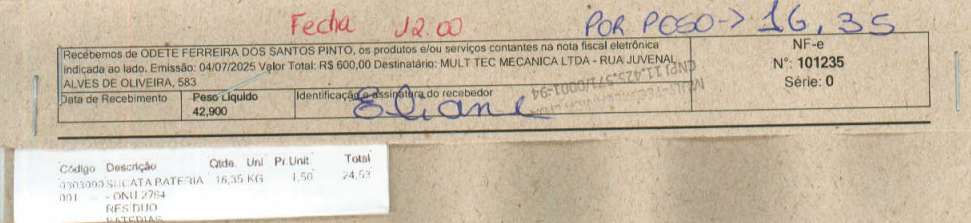 Fecha 12:00 POR PESO -> 16,35
Recebemos de ODETE FERREIRA DOS SANTOS PINTO, os produtos e/ou serviços contantes na nota fiscal eletrônica
indicada ao lado. Emissão: 04/07/2025 Valor Total: R$ 600,00 Destinatário: MULT TEC MECANICA LTDA - RUA JUVENAL
ALVES DE OLIVEIRA, 583
NF-e
N°: 101235
Série: 0
Data de Recebimento
Peso Líquido
42,900
Identificação e assinatura do recebedor
Eliane
Código Descrição Qtde. Uni Pr.Unit. Total
0303000 SUCATA BATERIA 16,35 KG 1,50 24,53
001 - ONU 2764
RESIDUO
BATERIAS